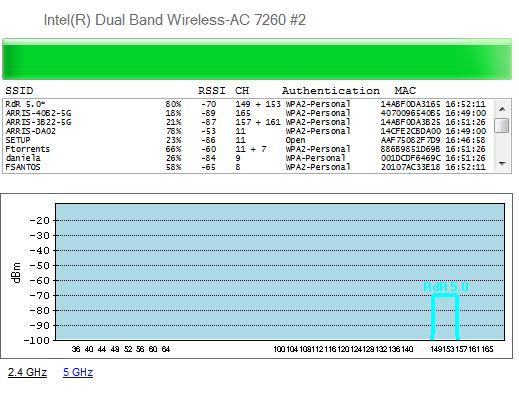 Intel(R) Dual Band Wireless-AC 7260 #2
SSID RSSI CH Authentication MAC
RdR 5.0* 80% -70 149 + 153 WPA2-Personal 14ABF0DA3165 16:52:11
ARRIS-40B2-5G 18% -89 165 WPA2-Personal 4070096540B5 16:49:00
ARRIS-3B22-5G 21% -87 157 + 161 WPA2-Personal 14ABF0DA3B25 16:51:26
ARRIS-DA02 78% -53 11 WPA2-Personal 14CFE2CBDA00 16:49:00
SETUP 23% -86 11 Open AAF75082F7D9 16:46:58
Ftorrents 66% -60 11 + 7 WPA2-Personal 886B9851D69B 16:51:26
daniela 26% -84 9 WPA-Personal 001DCDF6469C 16:51:26
FSANTOS 58% -65 8 WPA2-Personal 20107AC33E18 16:52:11
dBm
-20
-30
-40
-50
-60
-70
-80
-90
-100
RdR 5.0
36 40 44 48 52 56 60 64 100 104 108 112 116 120 124 128 132 136 140 149 153 157 161 165
2.4 GHz 5 GHz